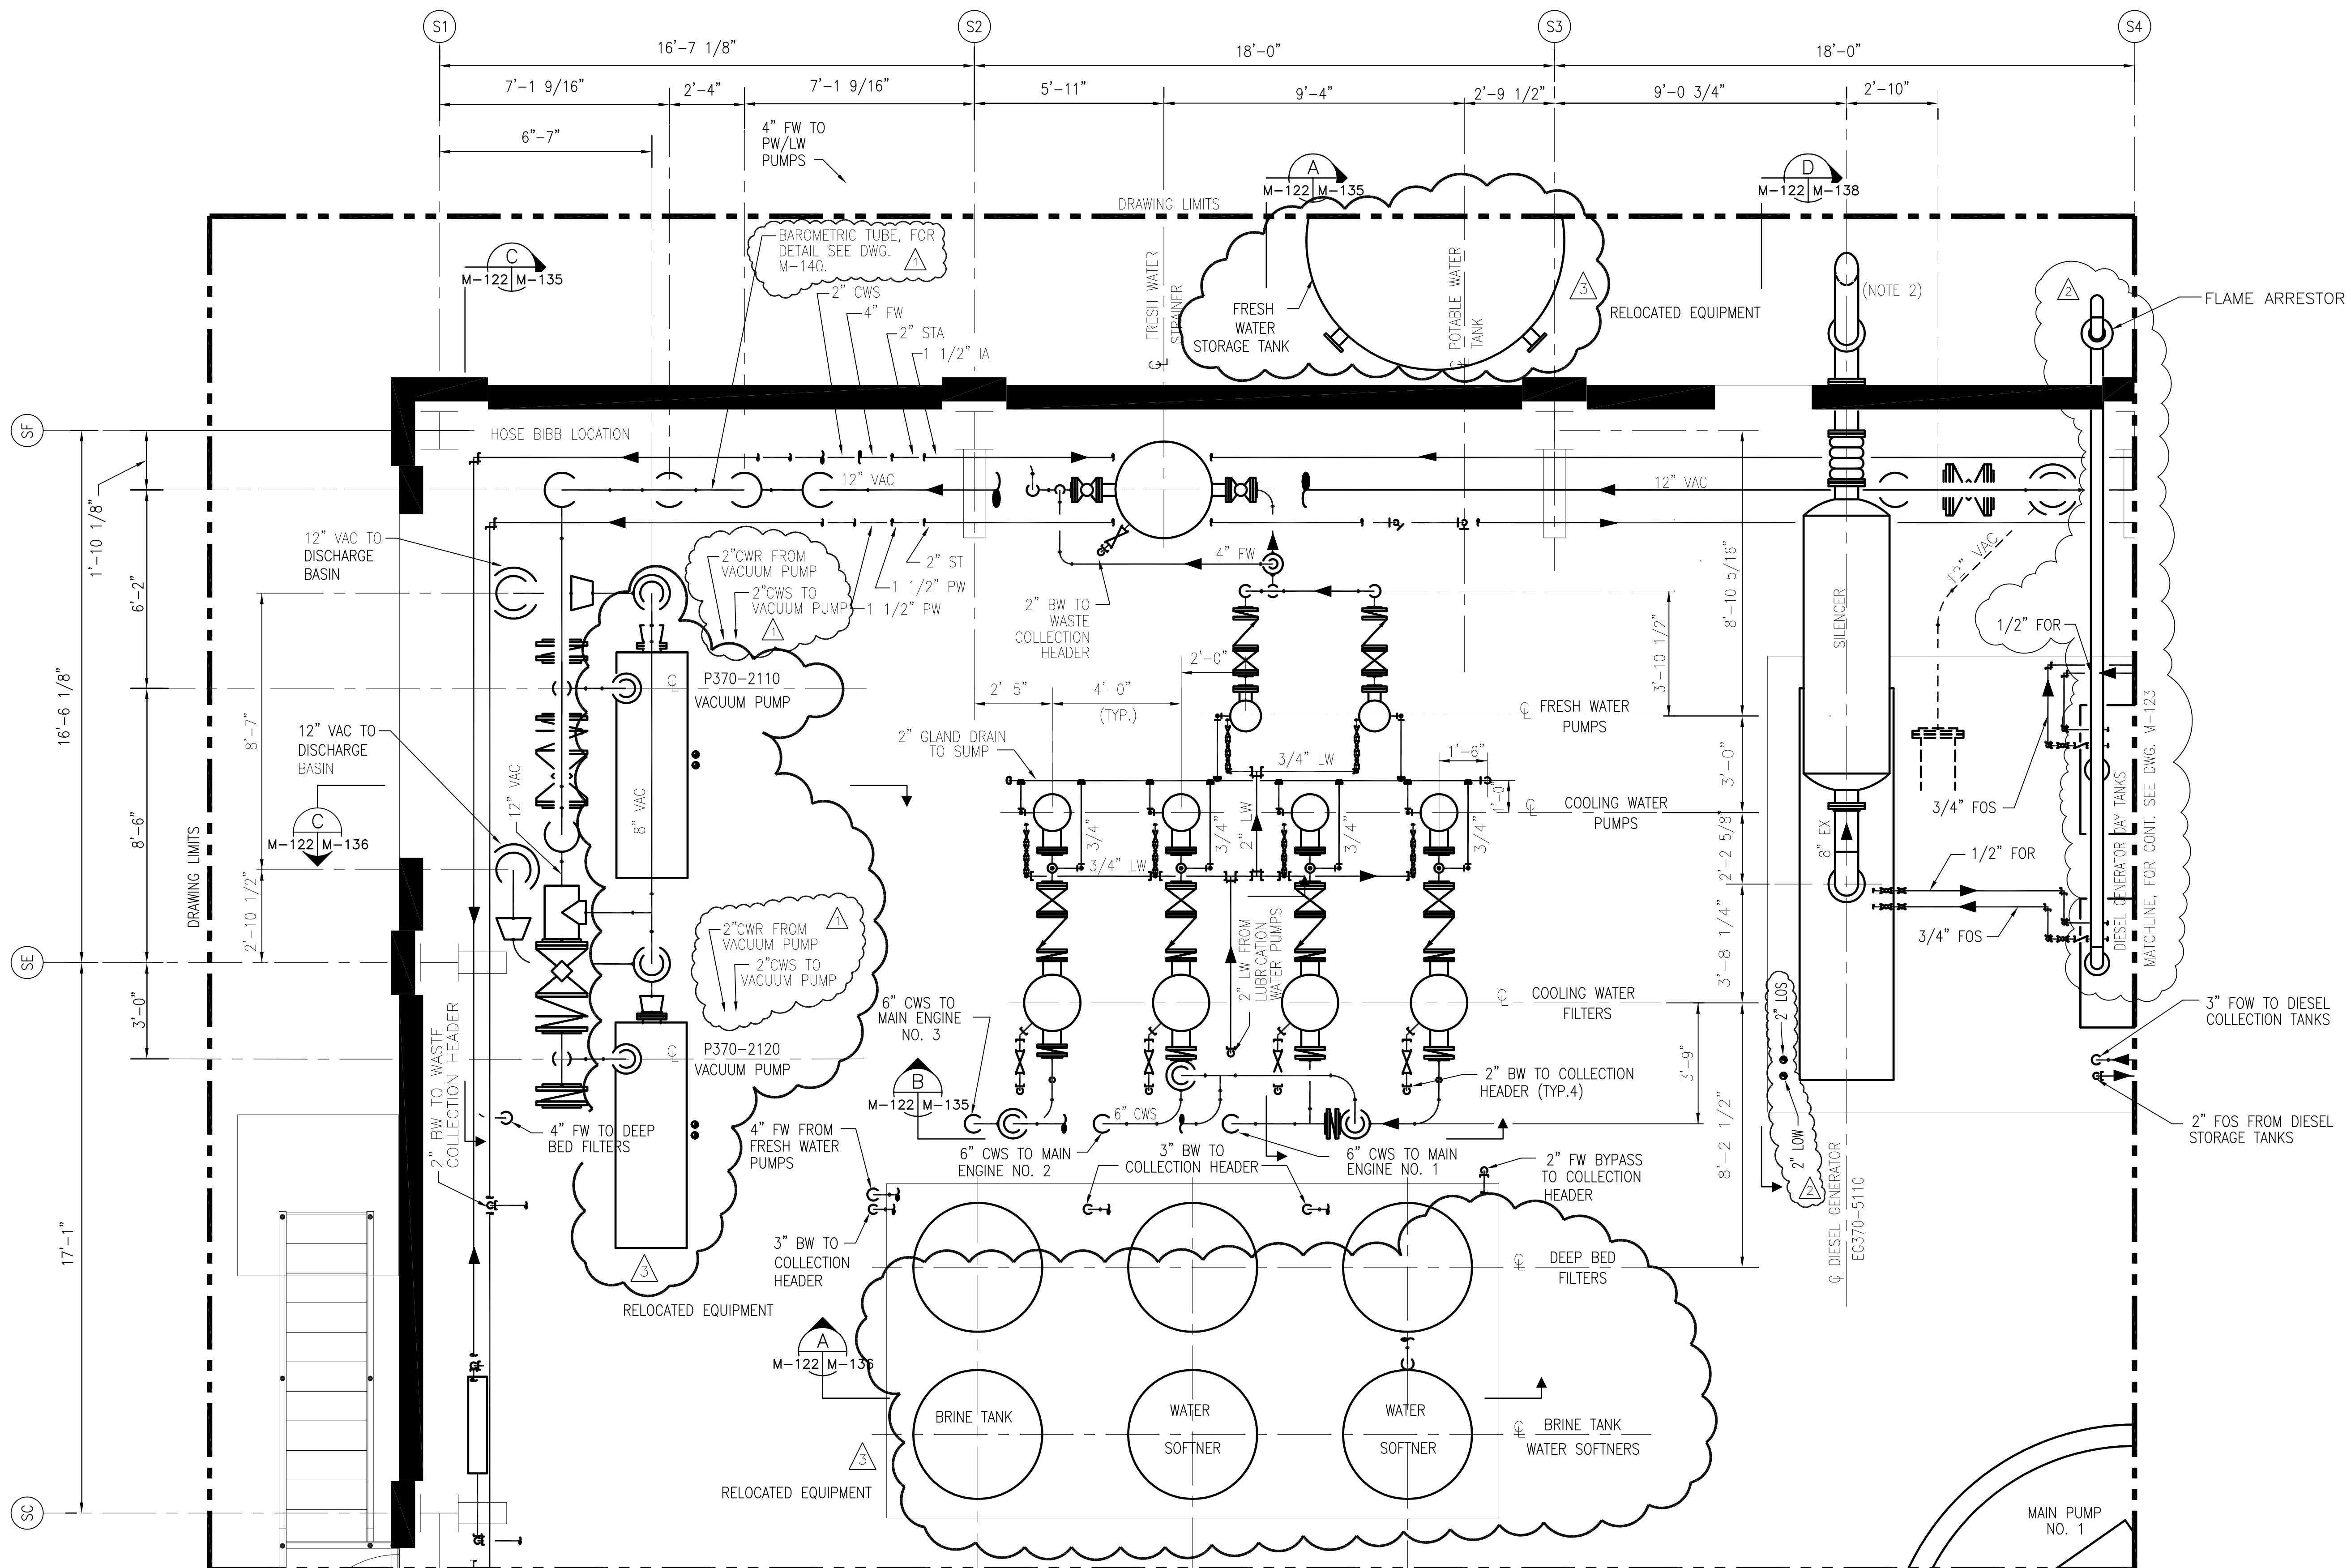 S1
S2
S3
S4
16'-7 1/8"
18'-0"
18'-0"
7'-1 9/16"
2'-4"
7'-1 9/16"
5'-11"
9'-4"
2'-9 1/2"
9'-0 3/4"
2'-10"
6"-7"
4" FW TO
PW/LW
PUMPS
A
M-122 M-135
D
M-122 M-138
DRAWING LIMITS
BAROMETRIC TUBE, FOR
DETAIL SEE DWG.
M-140.
1
C
M-122 M-135
2" CWS
4" FW
2" STA
1 1/2" IA
℄ FRESH WATER
STRAINER
FRESH
WATER
STORAGE TANK
℄ POTABLE WATER
TANK
3
RELOCATED EQUIPMENT
(NOTE 2)
2
FLAME ARRESTOR
SF
HOSE BIBB LOCATION
12" VAC
12" VAC
1'-10 1/8"
12" VAC TO
DISCHARGE
BASIN
2"CWR FROM
VACUUM PUMP
2"CWS TO
VACUUM PUMP
1
2" ST
1 1/2" PW
1 1/2" PW
4" FW
2" BW TO
WASTE
COLLECTION
HEADER
12" VAC
6'-2"
8'-10 5/16"
3'-10 1/2"
SILENCER
1/2" FOR
2'-0"
2'-5"
4'-0"
(TYP.)
P370-2110
℄
VACUUM PUMP
16'-6 1/8"
8'-7"
12" VAC TO
DISCHARGE
BASIN
℄ FRESH WATER
PUMPS
2" GLAND DRAIN
TO SUMP
3/4" LW
1'-6"
1'-0"
3'-0"
MATCHLINE, FOR CONT. SEE DWG. M-123
DIESEL GENERATOR DAY TANKS
12" VAC
8" VAC
℄ COOLING WATER
PUMPS
3/4" FOS
C
M-122 M-136
8'-6"
3/4"
3/4"
2" LW
3/4"
3/4"
3/4" LW
2'-2 5/8"
8" EX
1/2" FOR
DRAWING LIMITS
2'-10 1/2"
2"CWR FROM
VACUUM PUMP
1
2"CWS TO
VACUUM PUMP
2" LW FROM
LUBRICATION
WATER PUMPS
3'-8 1/4"
3/4" FOS
SE
3'-0"
6" CWS TO
MAIN ENGINE
NO. 3
℄ COOLING WATER
FILTERS
2" LOS
3" FOW TO DIESEL
COLLECTION TANKS
2" BW TO WASTE
COLLECTION HEADER
P370-2120
℄
VACUUM PUMP
B
M-122 M-135
2" BW TO COLLECTION
HEADER (TYP.4)
3'-9"
2" FOS FROM DIESEL
STORAGE TANKS
4" FW TO DEEP
BED FILTERS
4" FW FROM
FRESH WATER
PUMPS
6" CWS
6" CWS TO MAIN
ENGINE NO. 2
3" BW TO
COLLECTION HEADER
6" CWS TO MAIN
ENGINE NO. 1
2" FW BYPASS
TO COLLECTION
HEADER
8'-2 1/2"
2" LOW
2
℄ DIESEL GENERATOR
EG370-5110
17'-1"
3" BW TO
COLLECTION
HEADER
3
RELOCATED EQUIPMENT
℄ DEEP BED
FILTERS
A
M-122 M-136
BRINE TANK
WATER
SOFTNER
WATER
SOFTNER
℄ BRINE TANK
WATER SOFTNERS
3
RELOCATED EQUIPMENT
SC
MAIN PUMP
NO. 1